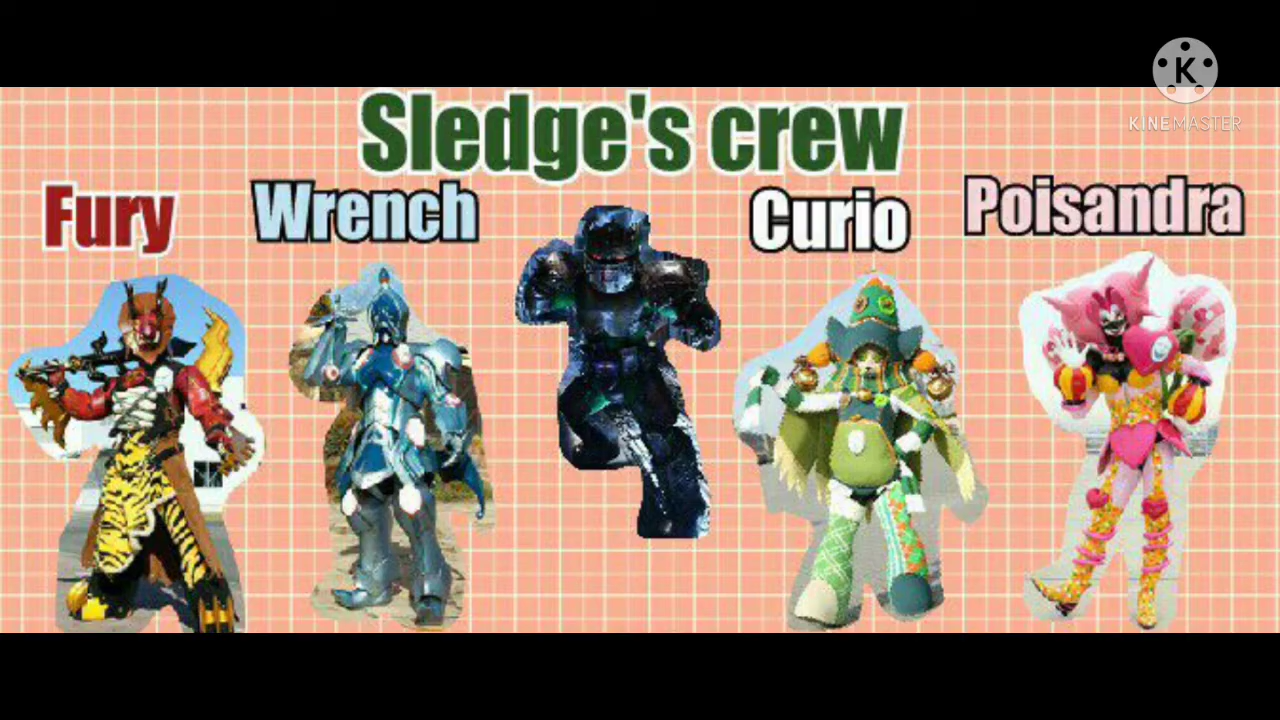 K
KINEMASTER
Sledge's crew
Fury
Wrench
Curio
Poisandra